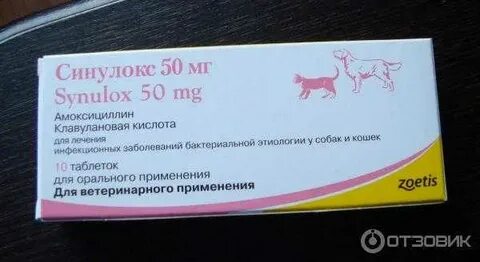 Синулокс 50 мг
Synulox 50 mg
Амоксициллин
Клавулановая кислота
для лечения
инфекционных заболеваний бактериальной этиологии у собак и кошек
10 таблеток
для орального применения
Для ветеринарного применения
zoetis
ОТЗОВИК